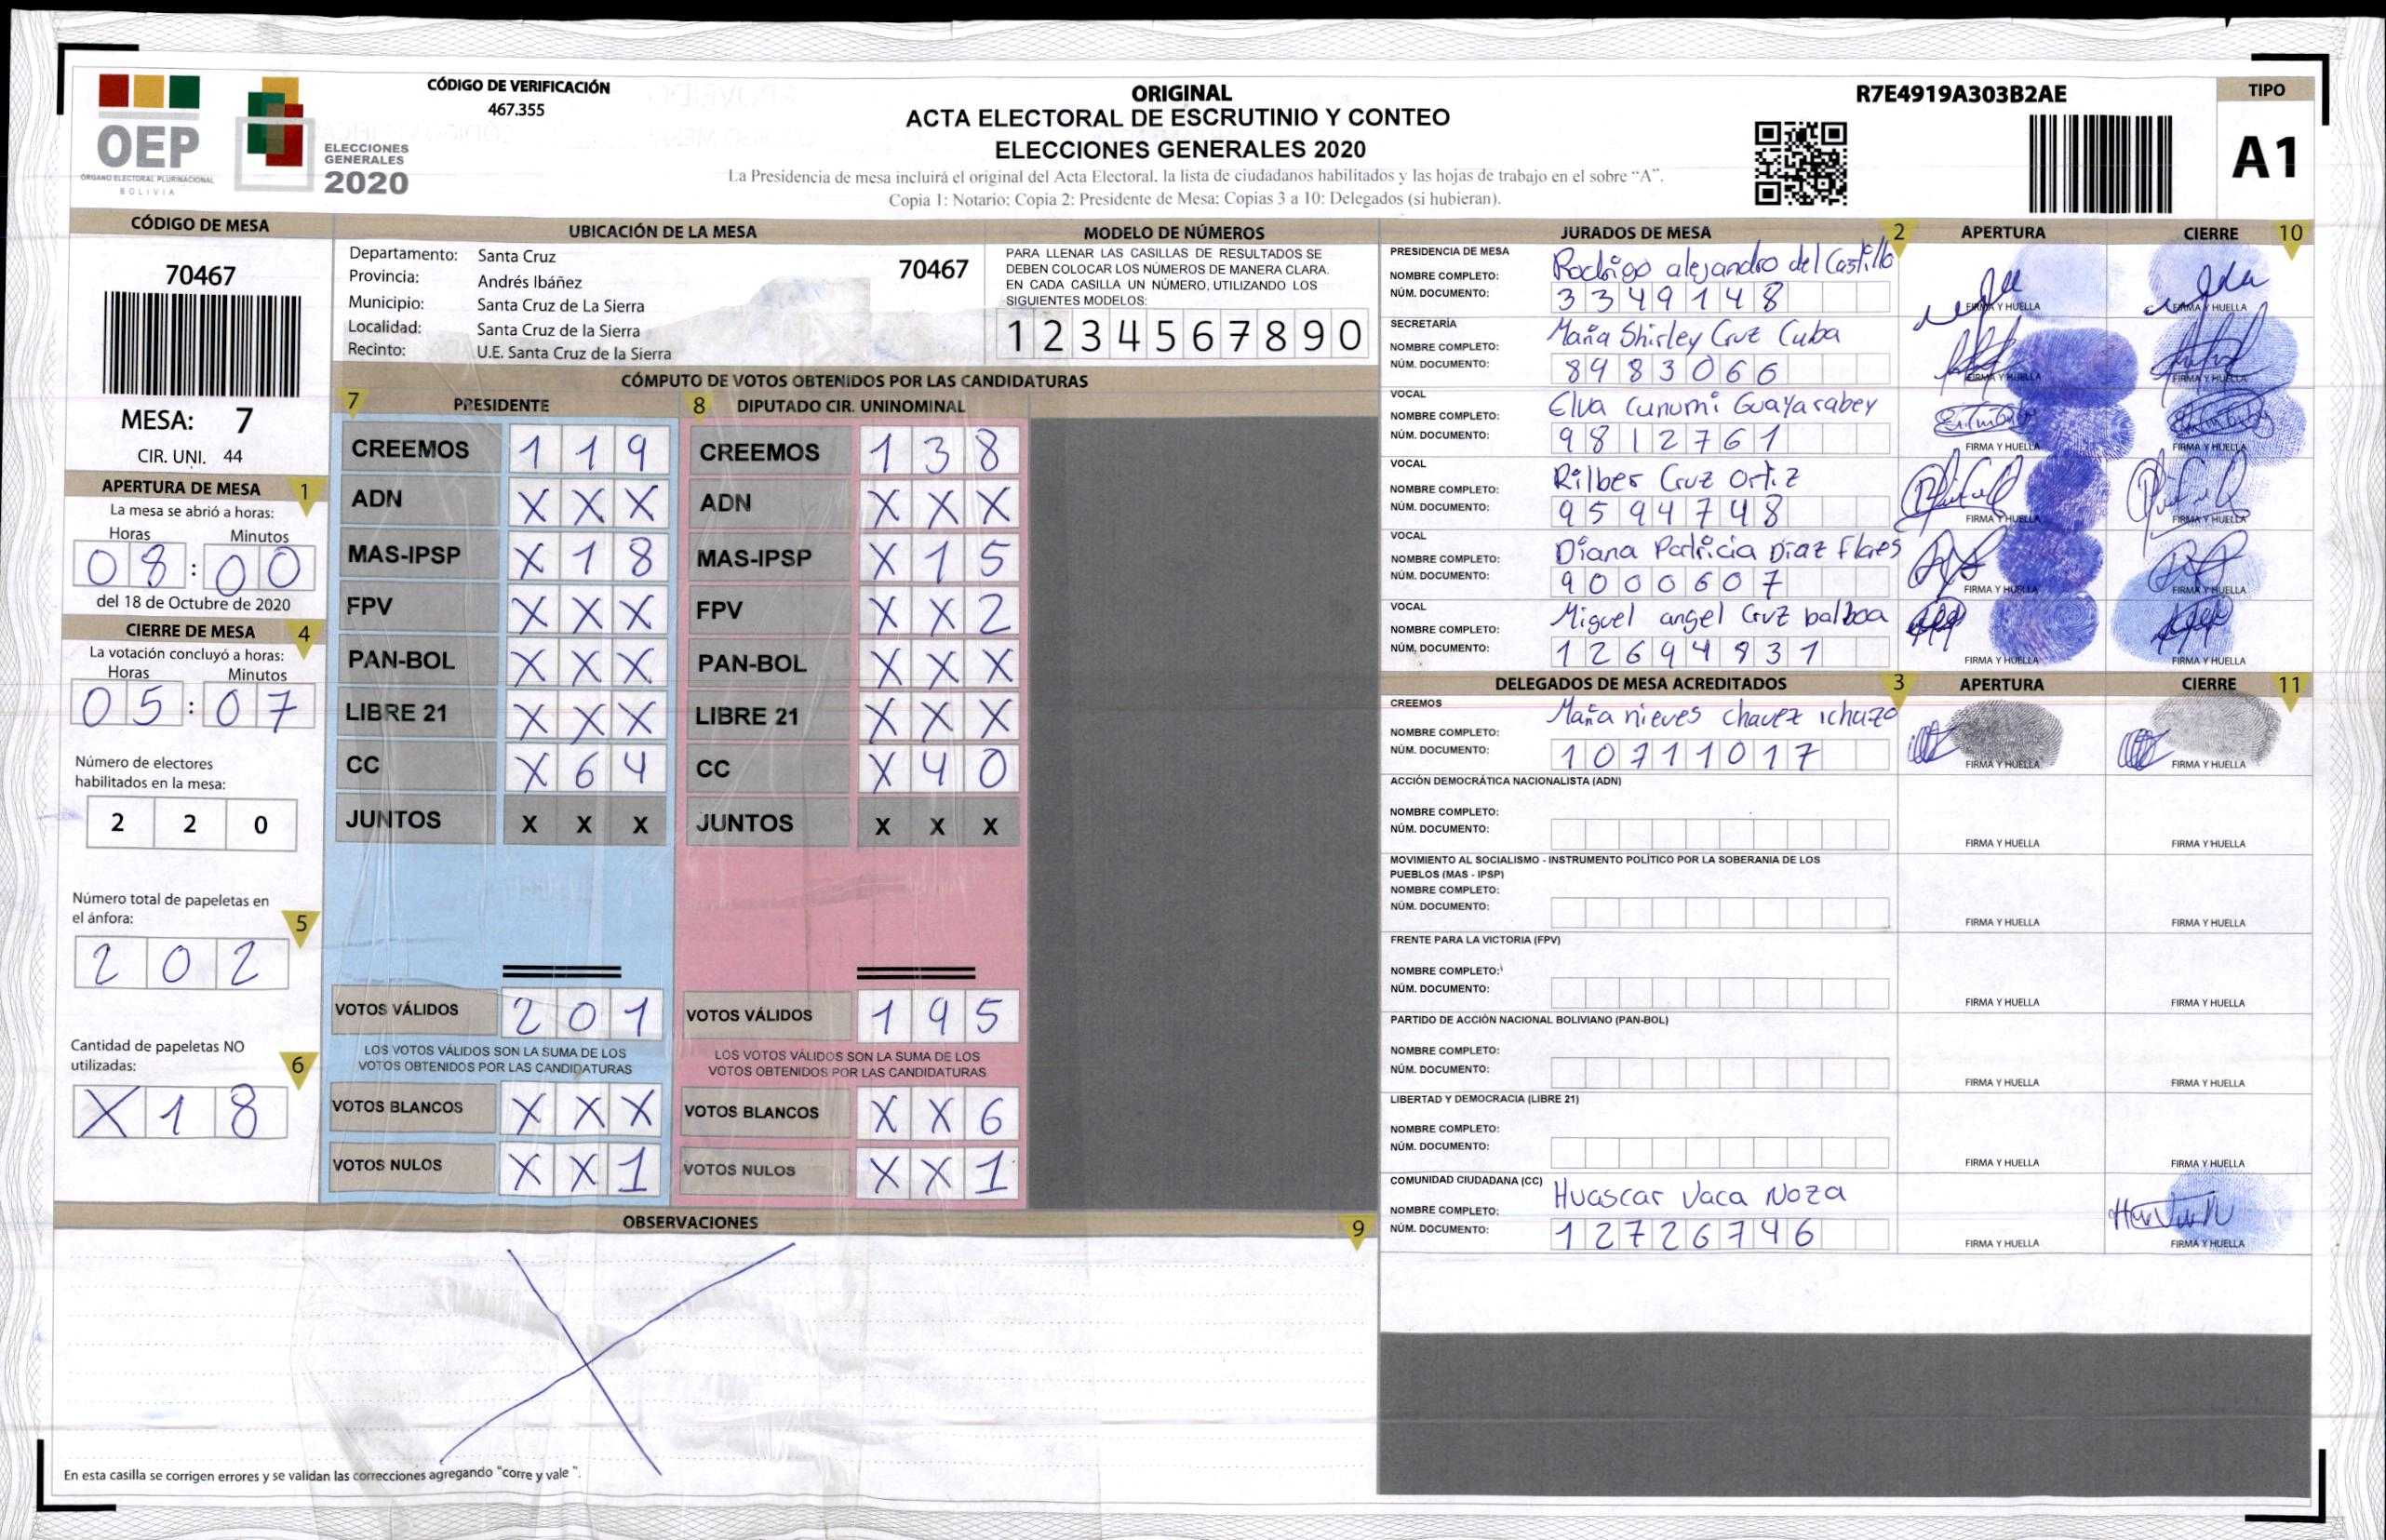 OEP
ÓRGANO ELECTORAL PLURINACIONAL
BOLIVIA
ELECCIONES
GENERALES
2020
CÓDIGO DE VERIFICACIÓN
467.355
ORIGINAL
ACTA ELECTORAL DE ESCRUTINIO Y CONTEO
ELECCIONES GENERALES 2020
La Presidencia de mesa incluirá el original del Acta Electoral, la lista de ciudadanos habilitados y las hojas de trabajo en el sobre “A”.
Copia 1: Notario; Copia 2: Presidente de Mesa; Copias 3 a 10: Delegados (si hubieran).
R7E4919A303B2AE
TIPO
A1
CÓDIGO DE MESA
70467
MESA: 7
CIR. UNI. 44
APERTURA DE MESA 1
La mesa se abrió a horas:
Horas Minutos
08:00
del 18 de Octubre de 2020
CIERRE DE MESA 4
La votación concluyó a horas:
Horas Minutos
05:07
Número de electores
habilitados en la mesa:
2 2 0
Número total de papeletas en
el ánfora: 5
2 0 2
Cantidad de papeletas NO
utilizadas: 6
X 1 8
UBICACIÓN DE LA MESA
Departamento: Santa Cruz
70467
Provincia: Andrés Ibáñez
Municipio: Santa Cruz de La Sierra
Localidad: Santa Cruz de la Sierra
Recinto: U.E. Santa Cruz de la Sierra
MODELO DE NÚMEROS
PARA LLENAR LAS CASILLAS DE RESULTADOS SE
DEBEN COLOCAR LOS NÚMEROS DE MANERA CLARA.
EN CADA CASILLA UN NÚMERO, UTILIZANDO LOS
SIGUIENTES MODELOS:
1 2 3 4 5 6 7 8 9 0
CÓMPUTO DE VOTOS OBTENIDOS POR LAS CANDIDATURAS
7 PRESIDENTE
CREEMOS 1 1 9
ADN X X X
MAS-IPSP X 1 8
FPV X X X
PAN-BOL X X X
LIBRE 21 X X X
CC X 6 4
JUNTOS X X X
VOTOS VÁLIDOS 2 0 1
LOS VOTOS VÁLIDOS SON LA SUMA DE LOS
VOTOS OBTENIDOS POR LAS CANDIDATURAS
VOTOS BLANCOS X X X
VOTOS NULOS X X 1
8 DIPUTADO CIR. UNINOMINAL
CREEMOS 1 3 8
ADN X X X
MAS-IPSP X 1 5
FPV X X 2
PAN-BOL X X X
LIBRE 21 X X X
CC X 4 0
JUNTOS X X X
VOTOS VÁLIDOS 1 9 5
LOS VOTOS VÁLIDOS SON LA SUMA DE LOS
VOTOS OBTENIDOS POR LAS CANDIDATURAS
VOTOS BLANCOS X X 6
VOTOS NULOS X X 1
OBSERVACIONES 9
En esta casilla se corrigen errores y se validan las correcciones agregando “corre y vale ”.
JURADOS DE MESA 2 APERTURA CIERRE 10
PRESIDENCIA DE MESA
NOMBRE COMPLETO: Rodrigo alejandro del Castillo
NÚM. DOCUMENTO: 3349148
FIRMA Y HUELLA FIRMA Y HUELLA
SECRETARÍA
NOMBRE COMPLETO: Maria Shirley Cruz Cuba
NÚM. DOCUMENTO: 8983066
FIRMA Y HUELLA FIRMA Y HUELLA
VOCAL
NOMBRE COMPLETO: Elva Cunumi Guayarabey
NÚM. DOCUMENTO: 9812761
FIRMA Y HUELLA FIRMA Y HUELLA
VOCAL
NOMBRE COMPLETO: Rilber Cruz Ortiz
NÚM. DOCUMENTO: 9594748
FIRMA Y HUELLA FIRMA Y HUELLA
VOCAL
NOMBRE COMPLETO: Diana Patricia Diaz Flores
NÚM. DOCUMENTO: 9000607
FIRMA Y HUELLA FIRMA Y HUELLA
VOCAL
NOMBRE COMPLETO: Miguel angel Cruz balboa
NÚM. DOCUMENTO: 12694931
FIRMA Y HUELLA FIRMA Y HUELLA
DELEGADOS DE MESA ACREDITADOS 3 APERTURA CIERRE 11
CREEMOS
NOMBRE COMPLETO: Maria nieves chavez ichazo
NÚM. DOCUMENTO: 10711017
FIRMA Y HUELLA FIRMA Y HUELLA
ACCIÓN DEMOCRÁTICA NACIONALISTA (ADN)
NOMBRE COMPLETO:
NÚM. DOCUMENTO:
FIRMA Y HUELLA FIRMA Y HUELLA
MOVIMIENTO AL SOCIALISMO - INSTRUMENTO POLÍTICO POR LA SOBERANIA DE LOS
PUEBLOS (MAS - IPSP)
NOMBRE COMPLETO:
NÚM. DOCUMENTO:
FIRMA Y HUELLA FIRMA Y HUELLA
FRENTE PARA LA VICTORIA (FPV)
NOMBRE COMPLETO:
NÚM. DOCUMENTO:
FIRMA Y HUELLA FIRMA Y HUELLA
PARTIDO DE ACCIÓN NACIONAL BOLIVIANO (PAN-BOL)
NOMBRE COMPLETO:
NÚM. DOCUMENTO:
FIRMA Y HUELLA FIRMA Y HUELLA
LIBERTAD Y DEMOCRACIA (LIBRE 21)
NOMBRE COMPLETO:
NÚM. DOCUMENTO:
FIRMA Y HUELLA FIRMA Y HUELLA
COMUNIDAD CIUDADANA (CC)
NOMBRE COMPLETO: Huascar Vaca Noza
NÚM. DOCUMENTO: 12726746
FIRMA Y HUELLA FIRMA Y HUELLA